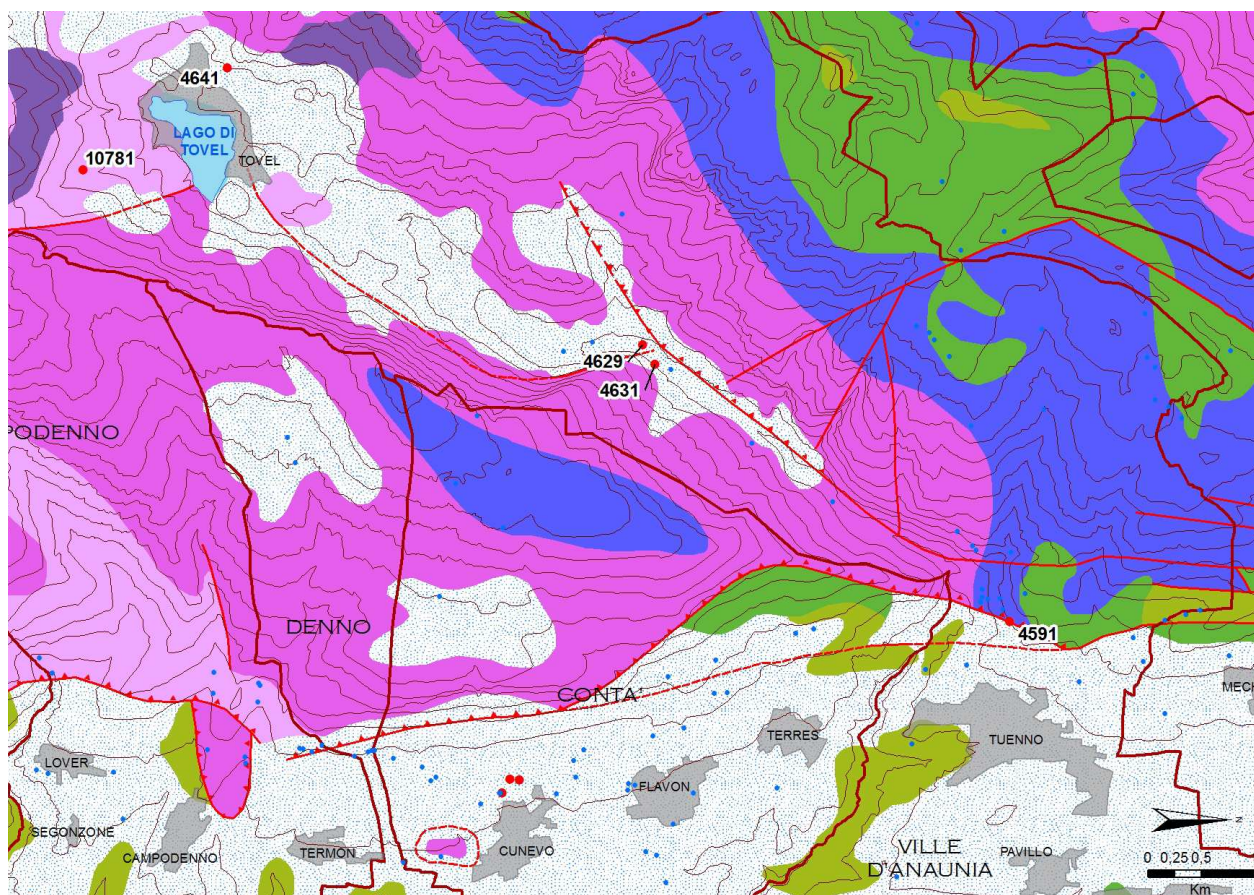 4641
LAGO DI
TOVEL
TOVEL
10781
4629
4631
PODENNO
DENNO
4591
CONTA'
MECH
TERRES
TUENNO
LOVER
FLAVON
SEGONZONE
CAMPODENNO
TERMON
CUNEVO
VILLE
D'ANAUNIA
PAVILLO
N
0 0,25 0,5
Km